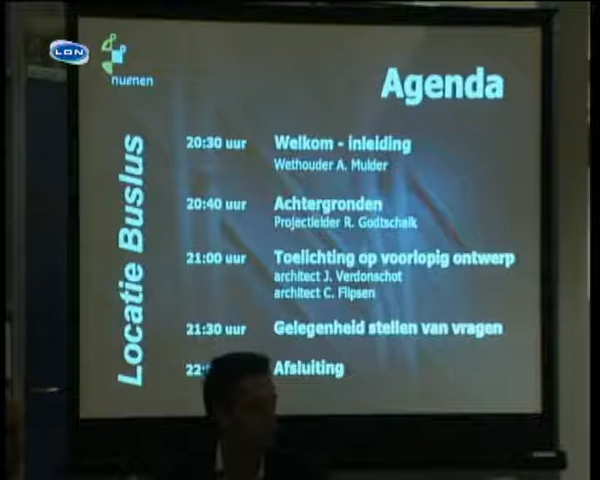 LON
nuenen
Agenda
Locatie Buslus
20:30 uur Welkom - inleiding
Wethouder A. Mulder
20:40 uur Achtergronden
Projectleider R. Godtschalk
21:00 uur Toelichting op voorlopig ontwerp
architect J. Verdonschot
architect C. Flipsen
21:30 uur Gelegenheid stellen van vragen
22: Afsluiting